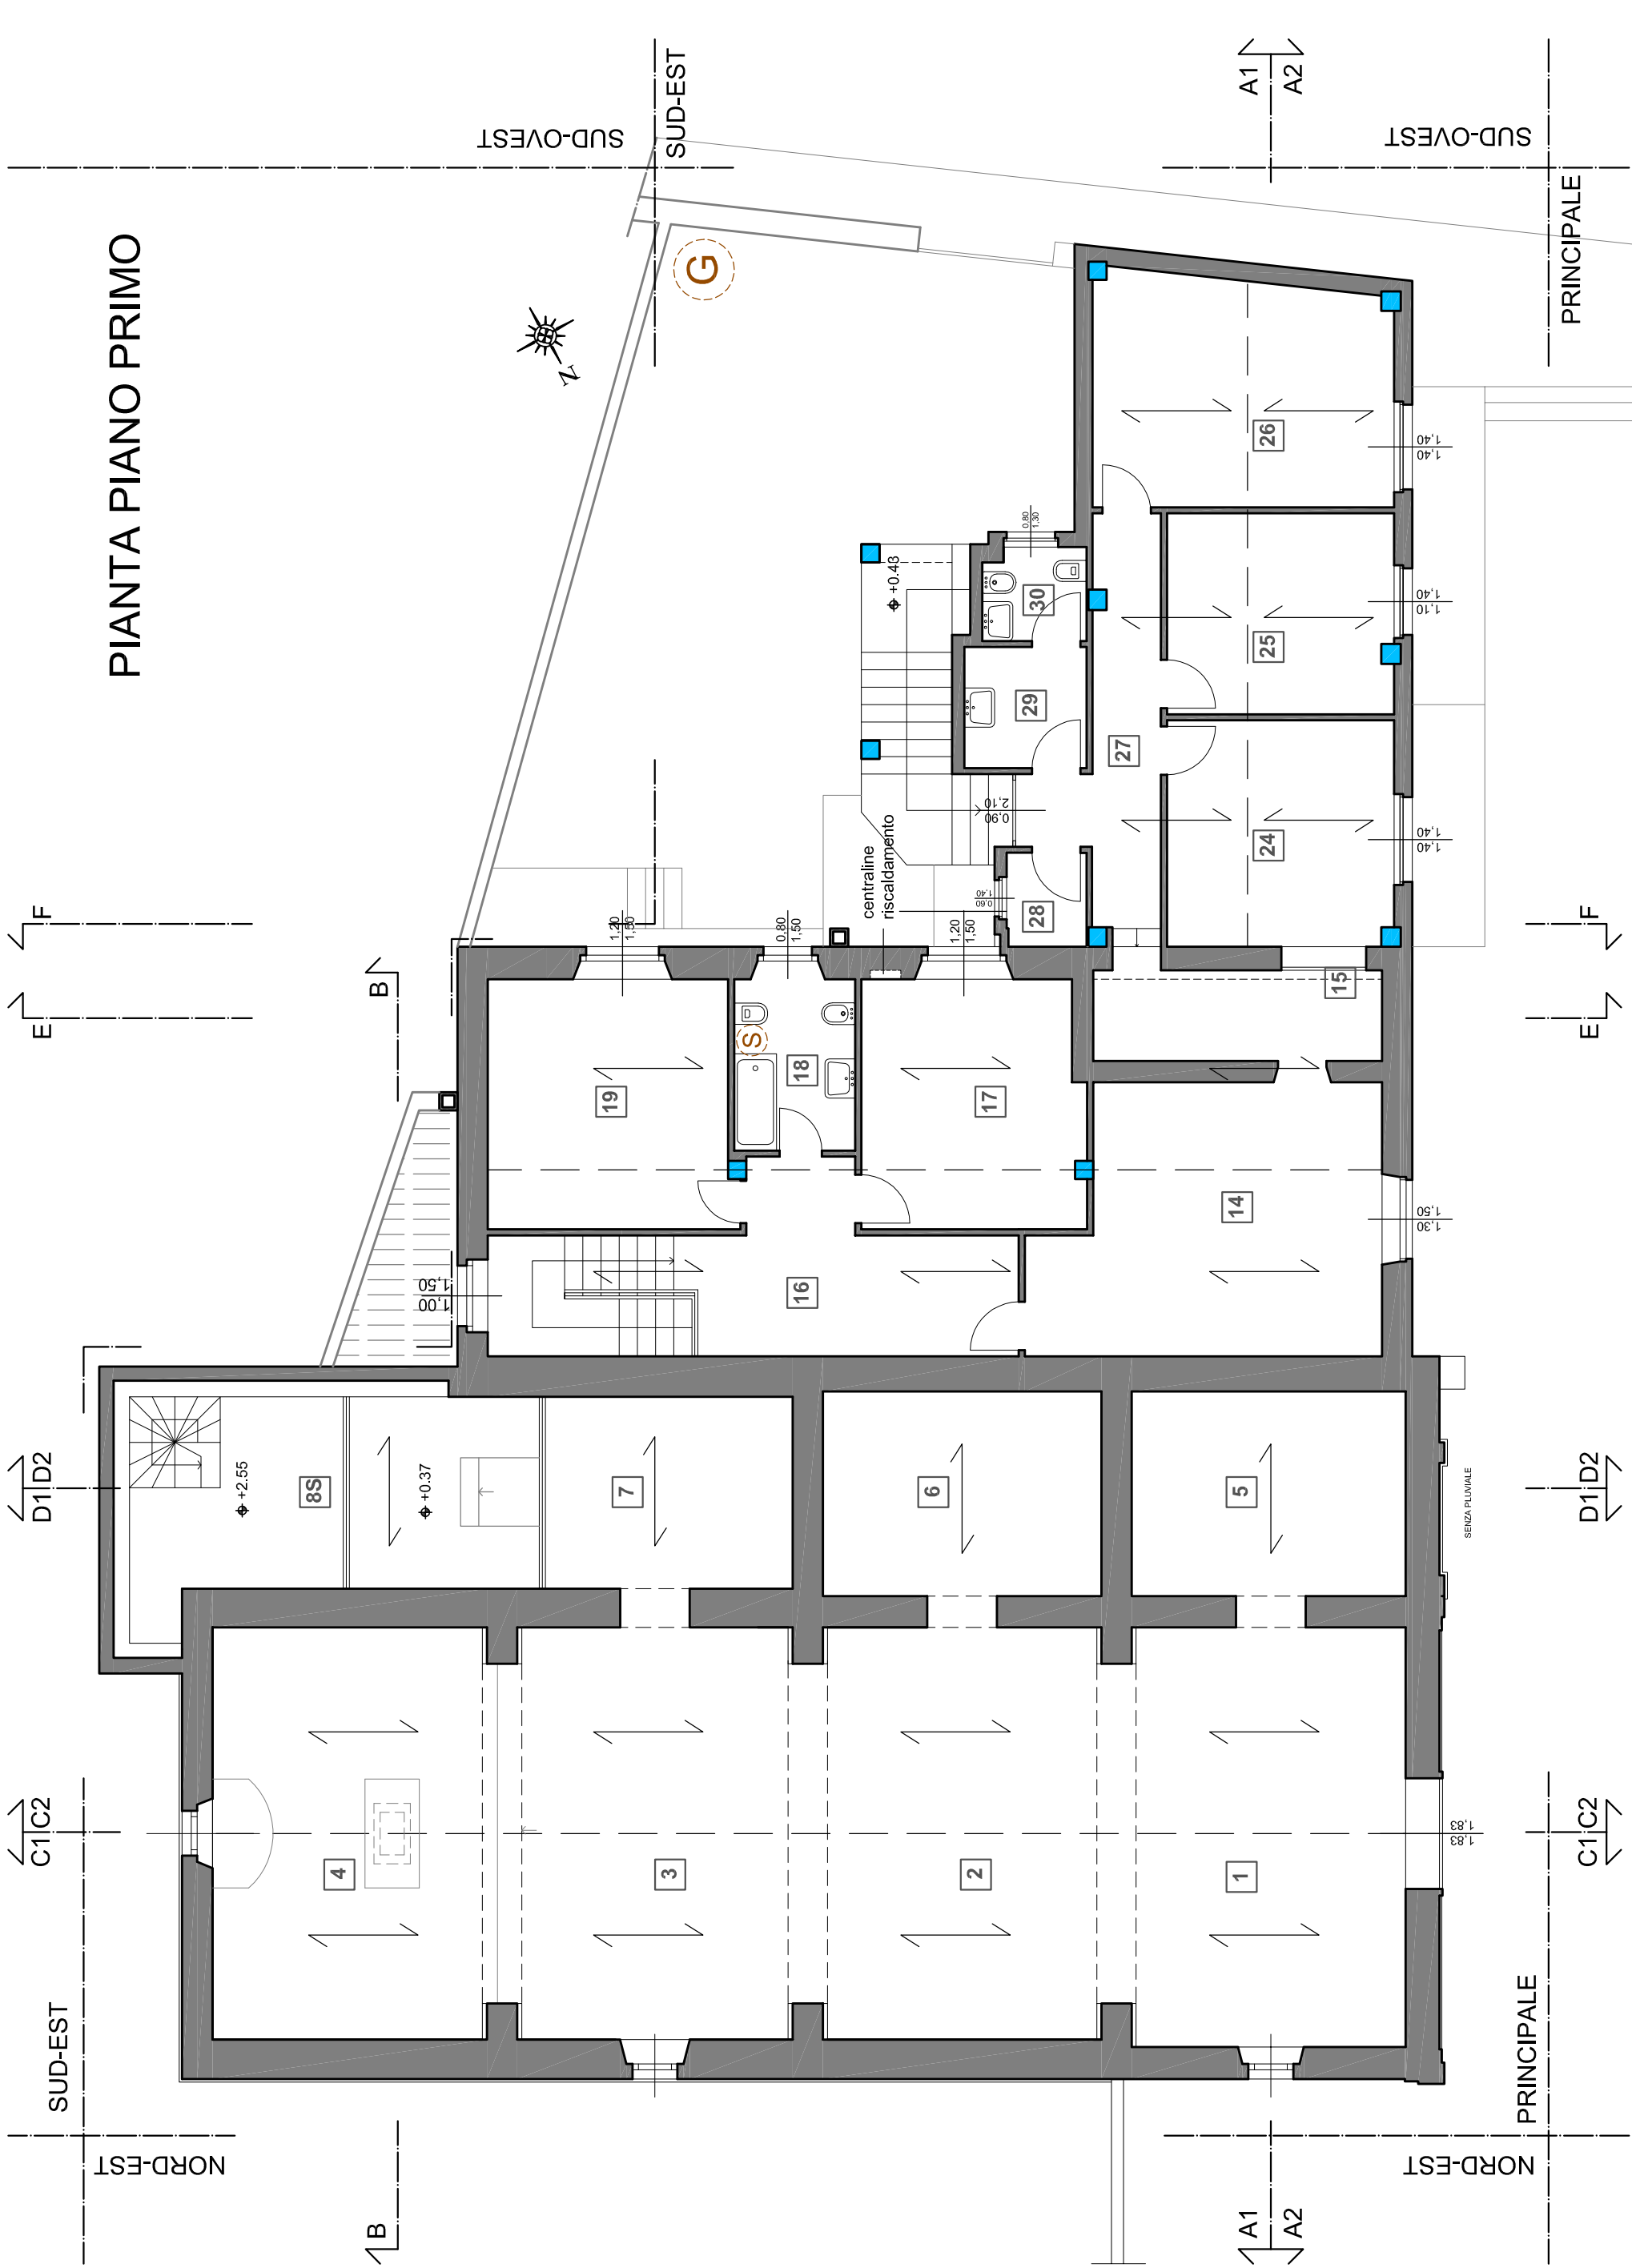 PIANTA PIANO PRIMO
SUD-EST
NORD-EST
C1 C2
D1 D2
E
F
B
B
SUD-OVEST
SUD-EST
G
N
8S
+2.55
+0.37
4
3
2
1
7
6
5
1,00
1,50
19
1,20
1,50
18
S
0,80
1,50
17
1,20
1,50
16
14
15
centraline
riscaldamento
+0.43
28
0,60
1,40
0,90
2,10
29
30
0,80
1,30
27
24
25
26
1,83
1,83
SENZA PLUVIALE
1,30
1,50
1,40
1,40
1,10
1,40
1,40
1,40
A1
A2
A1
A2
NORD-EST
PRINCIPALE
C1 C2
D1 D2
E
F
SUD-OVEST
PRINCIPALE